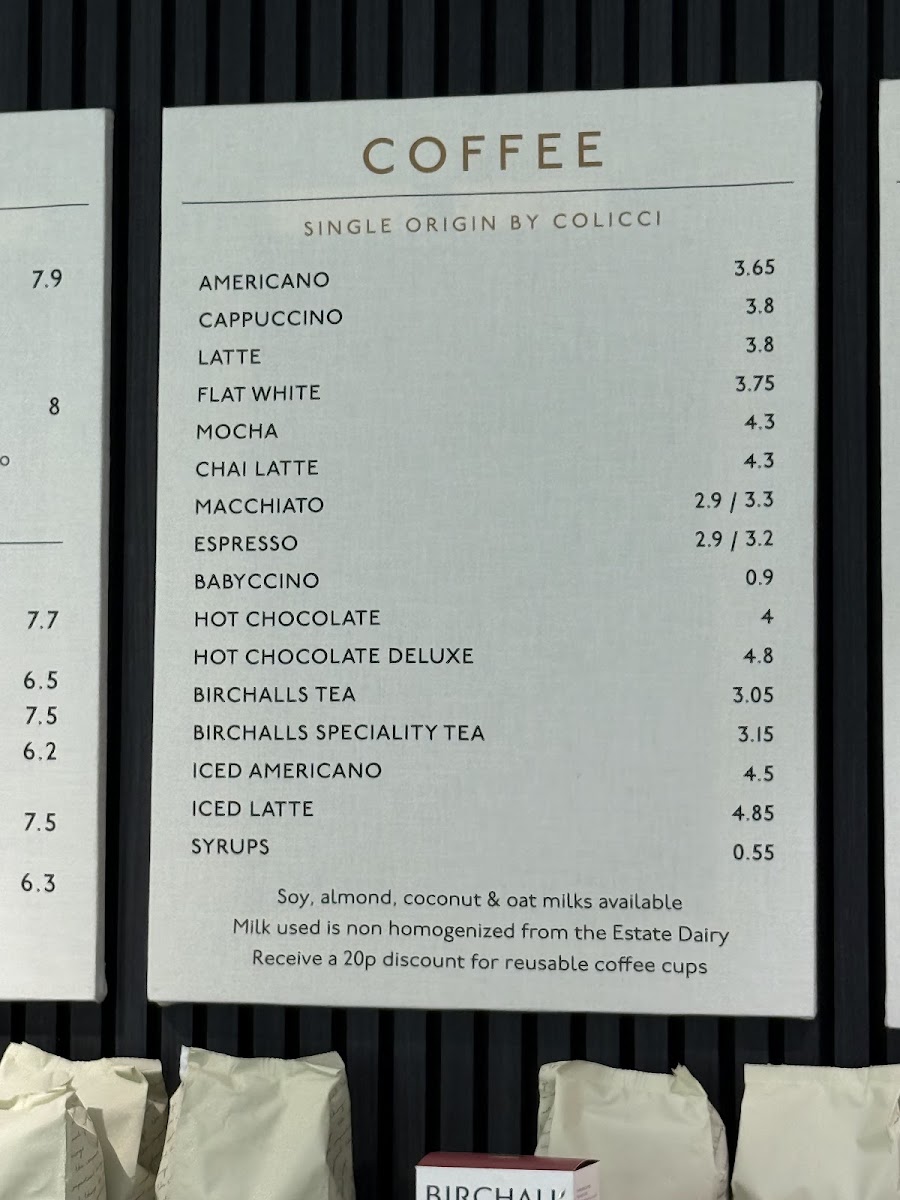 7.9
8
o
7.7
6.5
7.5
6.2
7.5
6.3
COFFEE
SINGLE ORIGIN BY COLICCI
AMERICANO 3.65
CAPPUCCINO 3.8
LATTE 3.8
FLAT WHITE 3.75
MOCHA 4.3
CHAI LATTE 4.3
MACCHIATO 2.9 / 3.3
ESPRESSO 2.9 / 3.2
BABYCCINO 0.9
HOT CHOCOLATE 4
HOT CHOCOLATE DELUXE 4.8
BIRCHALLS TEA 3.05
BIRCHALLS SPECIALITY TEA 3.15
ICED AMERICANO 4.5
ICED LATTE 4.85
SYRUPS 0.55
Soy, almond, coconut & oat milks available
Milk used is non homogenized from the Estate Dairy
Receive a 20p discount for reusable coffee cups
BIRCHALL